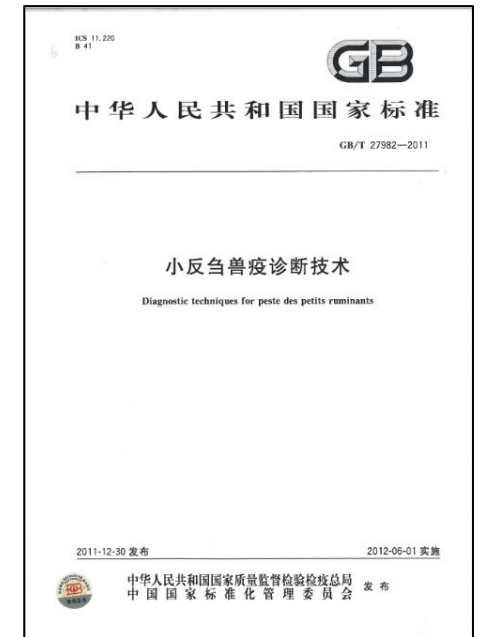 ICS 11.220
B 41
GB
中华人民共和国国家标准
GB/T 27982—2011
小反刍兽疫诊断技术
Diagnostic techniques for peste des petits ruminants
2011-12-30 发布
2012-06-01 实施
中华人民共和国国家质量监督检验检疫总局
中国国家标准化管理委员会
发布